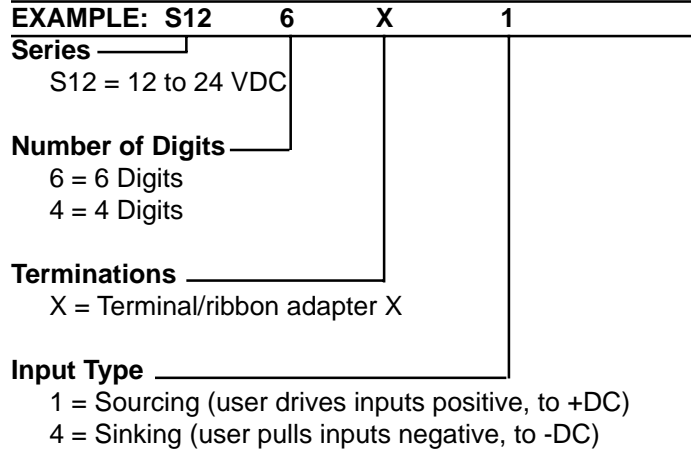 EXAMPLE: S12 6 X 1
Series
S12 = 12 to 24 VDC
Number of Digits
6 = 6 Digits
4 = 4 Digits
Terminations
X = Terminal/ribbon adapter X
Input Type
1 = Sourcing (user drives inputs positive, to +DC)
4 = Sinking (user pulls inputs negative, to -DC)